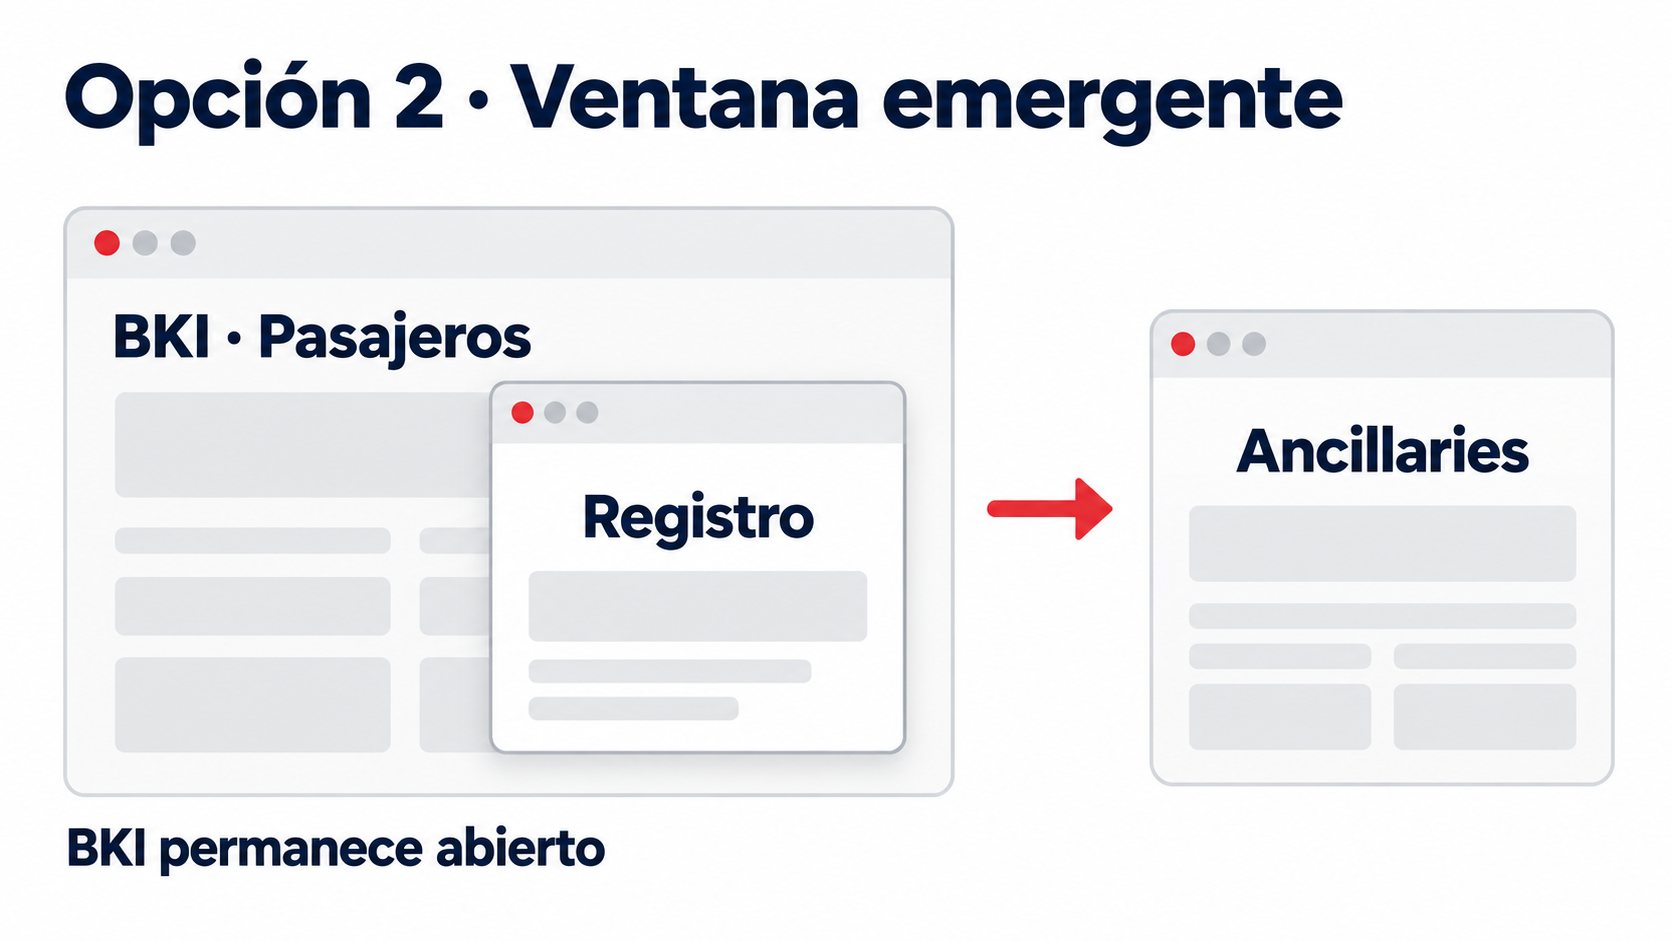 Opción 2 · Ventana emergente
BKI · Pasajeros
Registro
Ancillaries
BKI permanece abierto